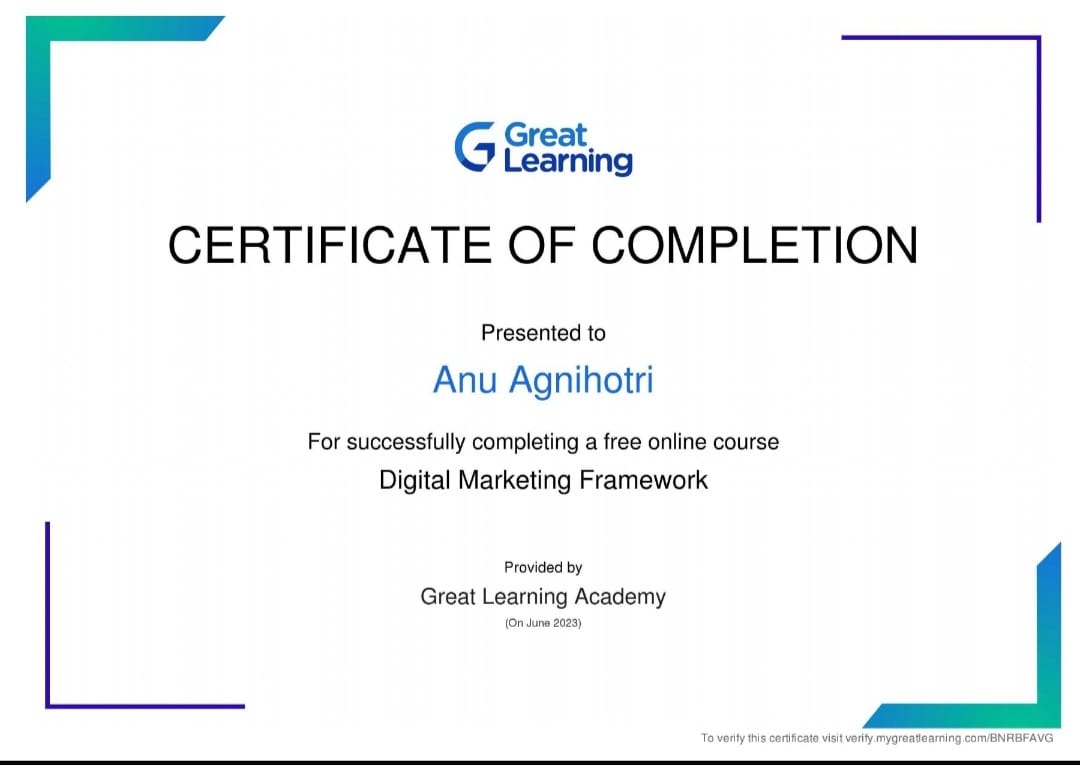 Great
Learning
CERTIFICATE OF COMPLETION
Presented to
Anu Agnihotri
For successfully completing a free online course
Digital Marketing Framework
Provided by
Great Learning Academy
(On June 2023)
To verify this certificate visit verify.mygreatlearning.com/BNRBFAVG